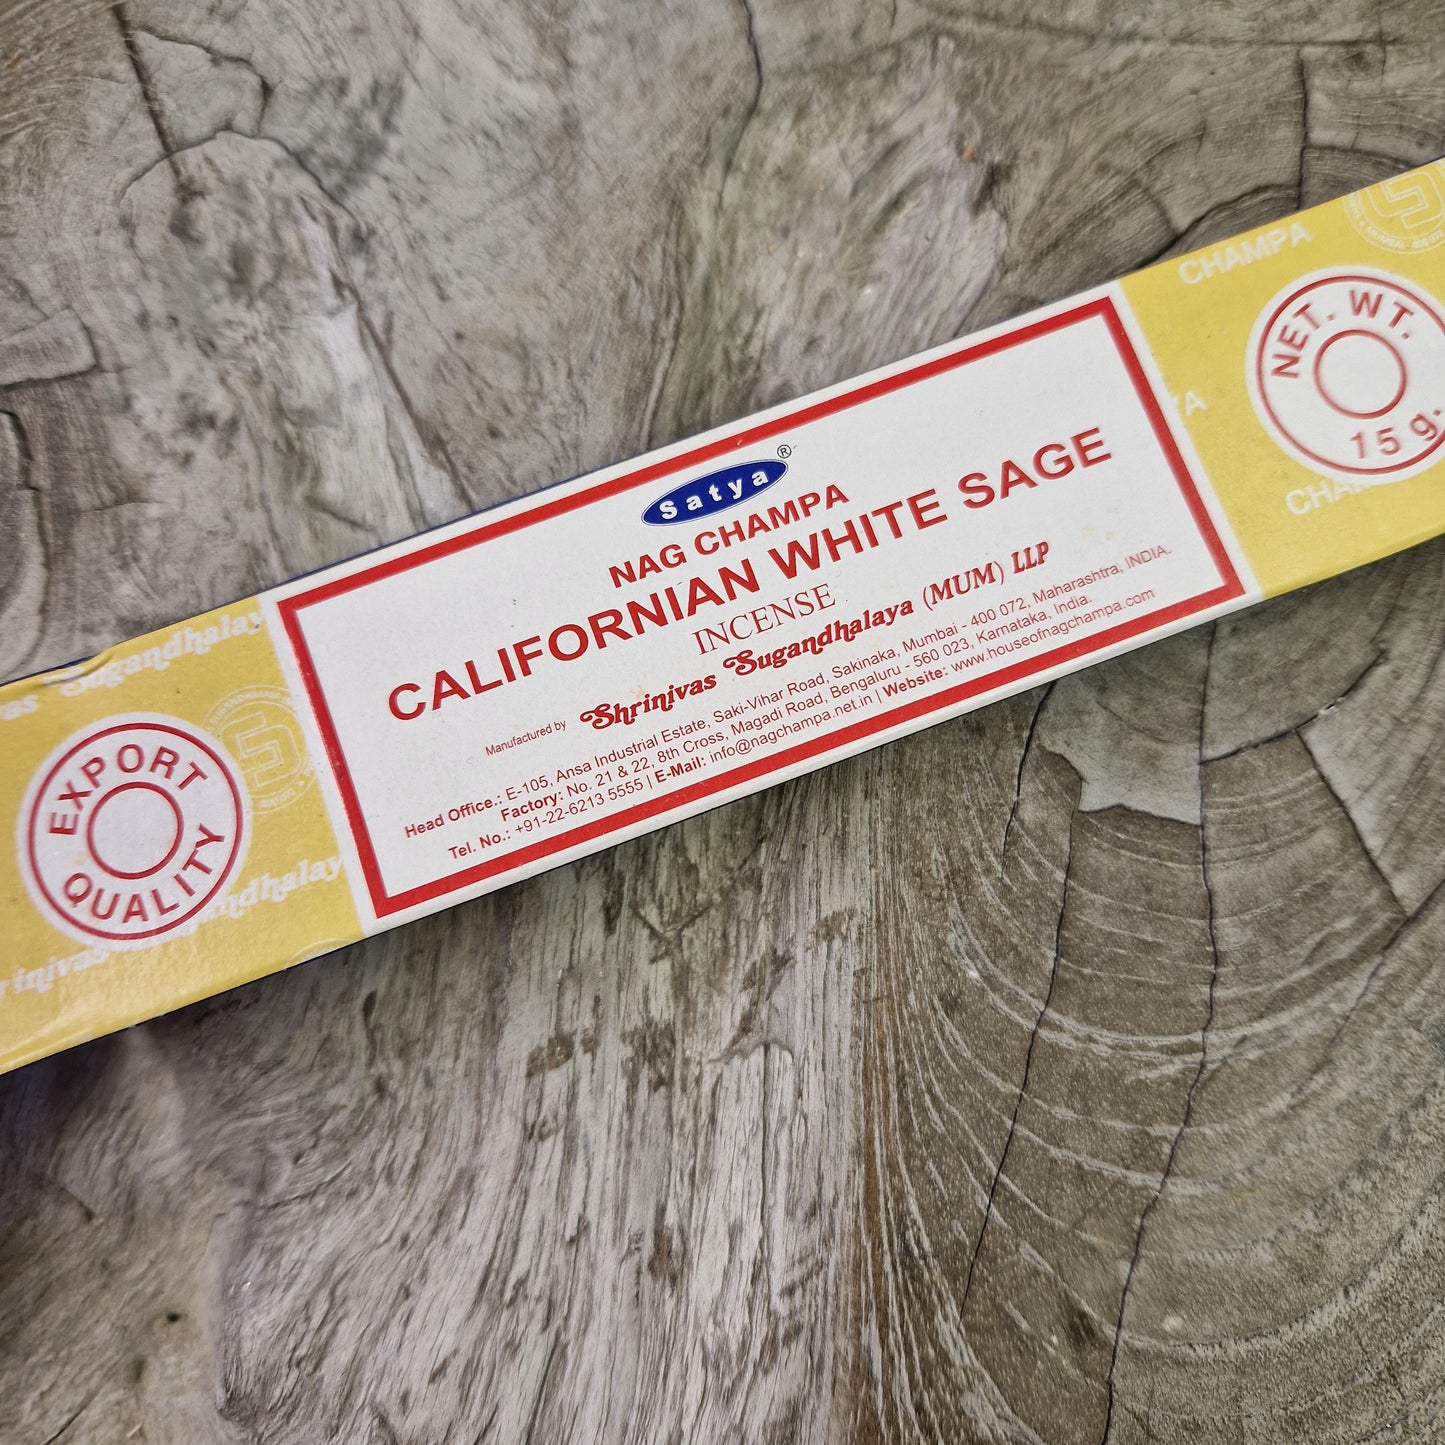 Satya®
NAG CHAMPA
CALIFORNIAN WHITE SAGE
INCENSE
Manufactured by Shrinivas Sugandhalaya (MUM) LLP
Head Office.: E-105, Ansa Industrial Estate, Saki-Vihar Road, Sakinaka, Mumbai - 400 072, Maharashtra, INDIA.
Factory: No. 21 & 22, 8th Cross, Magadi Road, Bengaluru - 560 023, Karnataka, India.
Tel. No.: +91-22-6213 5555 | E-Mail: info@nagchampa.net.in | Website: www.houseofnagchampa.com
EXPORT
QUALITY
NET. WT.
15 g.
CHAMPA